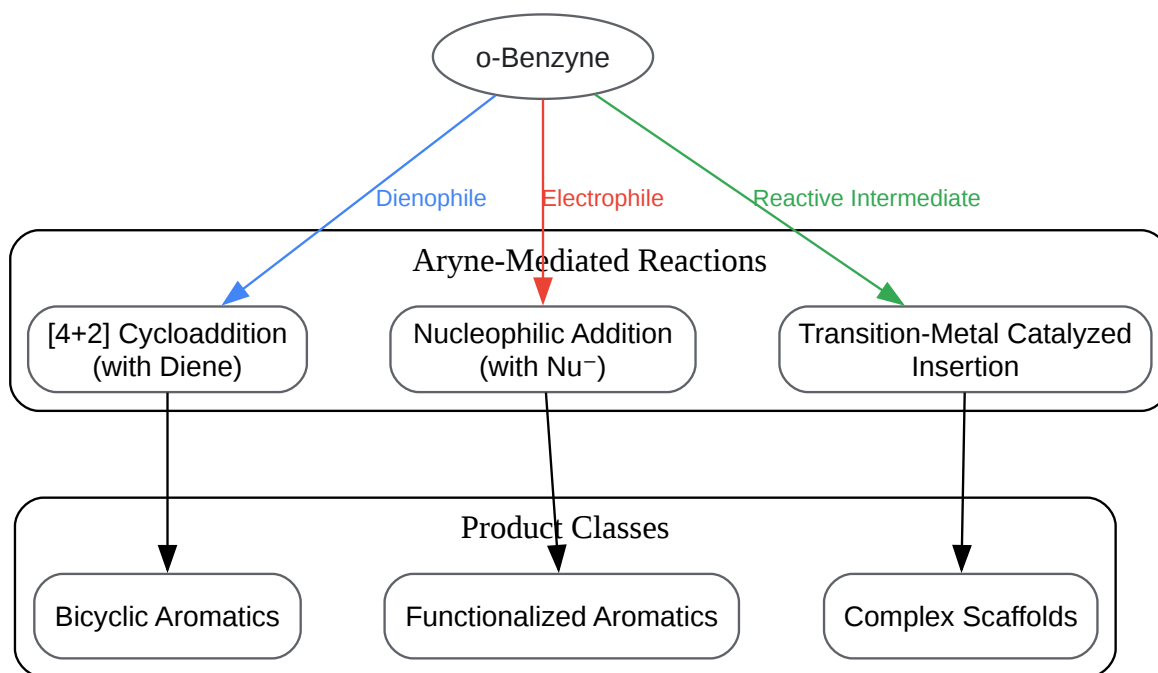 o-Benzyne
Dienophile
Electrophile
Reactive Intermediate
Aryne-Mediated Reactions
[4+2] Cycloaddition
(with Diene)
Nucleophilic Addition
(with Nu⁻)
Transition-Metal Catalyzed
Insertion
Product Classes
Bicyclic Aromatics
Functionalized Aromatics
Complex Scaffolds